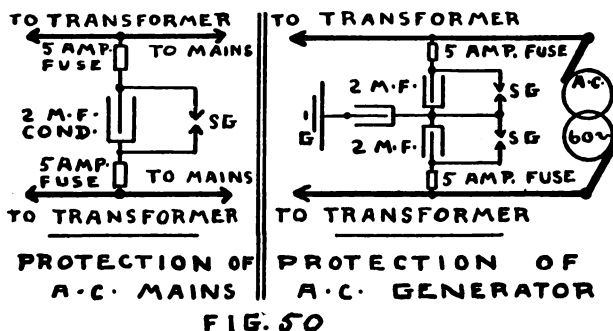 TO TRANSFORMER
5 AMP. FUSE
TO MAINS
2 M.F. COND.
SG
5 AMP. FUSE
TO MAINS
TO TRANSFORMER
PROTECTION OF
A.C. MAINS
TO TRANSFORMER
5 AMP. FUSE
2 M.F.
SG
G
2 M.F.
SG
A.C.
60~
5 AMP. FUSE
TO TRANSFORMER
PROTECTION OF
A.C. GENERATOR
FIG. 50